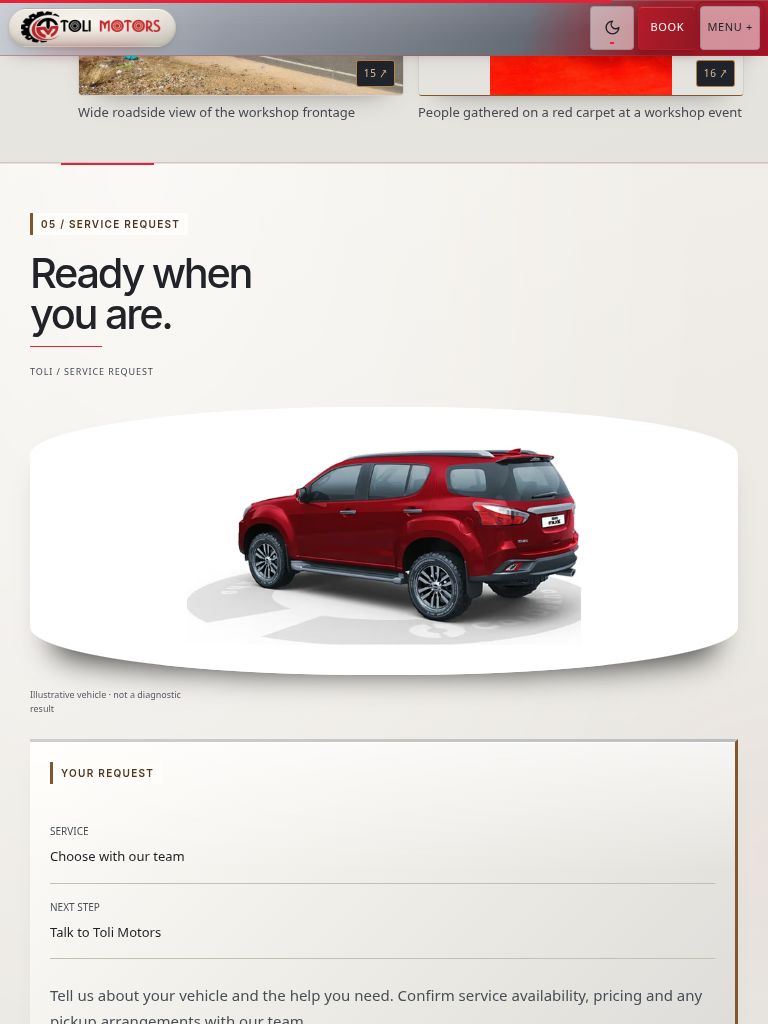 TOLI MOTORS
BOOK
MENU +
15 ↗
16 ↗
Wide roadside view of the workshop frontage
People gathered on a red carpet at a workshop event
05 / SERVICE REQUEST
Ready when
you are.
TOLI / SERVICE REQUEST
Illustrative vehicle · not a diagnostic
result
YOUR REQUEST
SERVICE
Choose with our team
NEXT STEP
Talk to Toli Motors
Tell us about your vehicle and the help you need. Confirm service availability, pricing and any
pickup arrangements with our team.